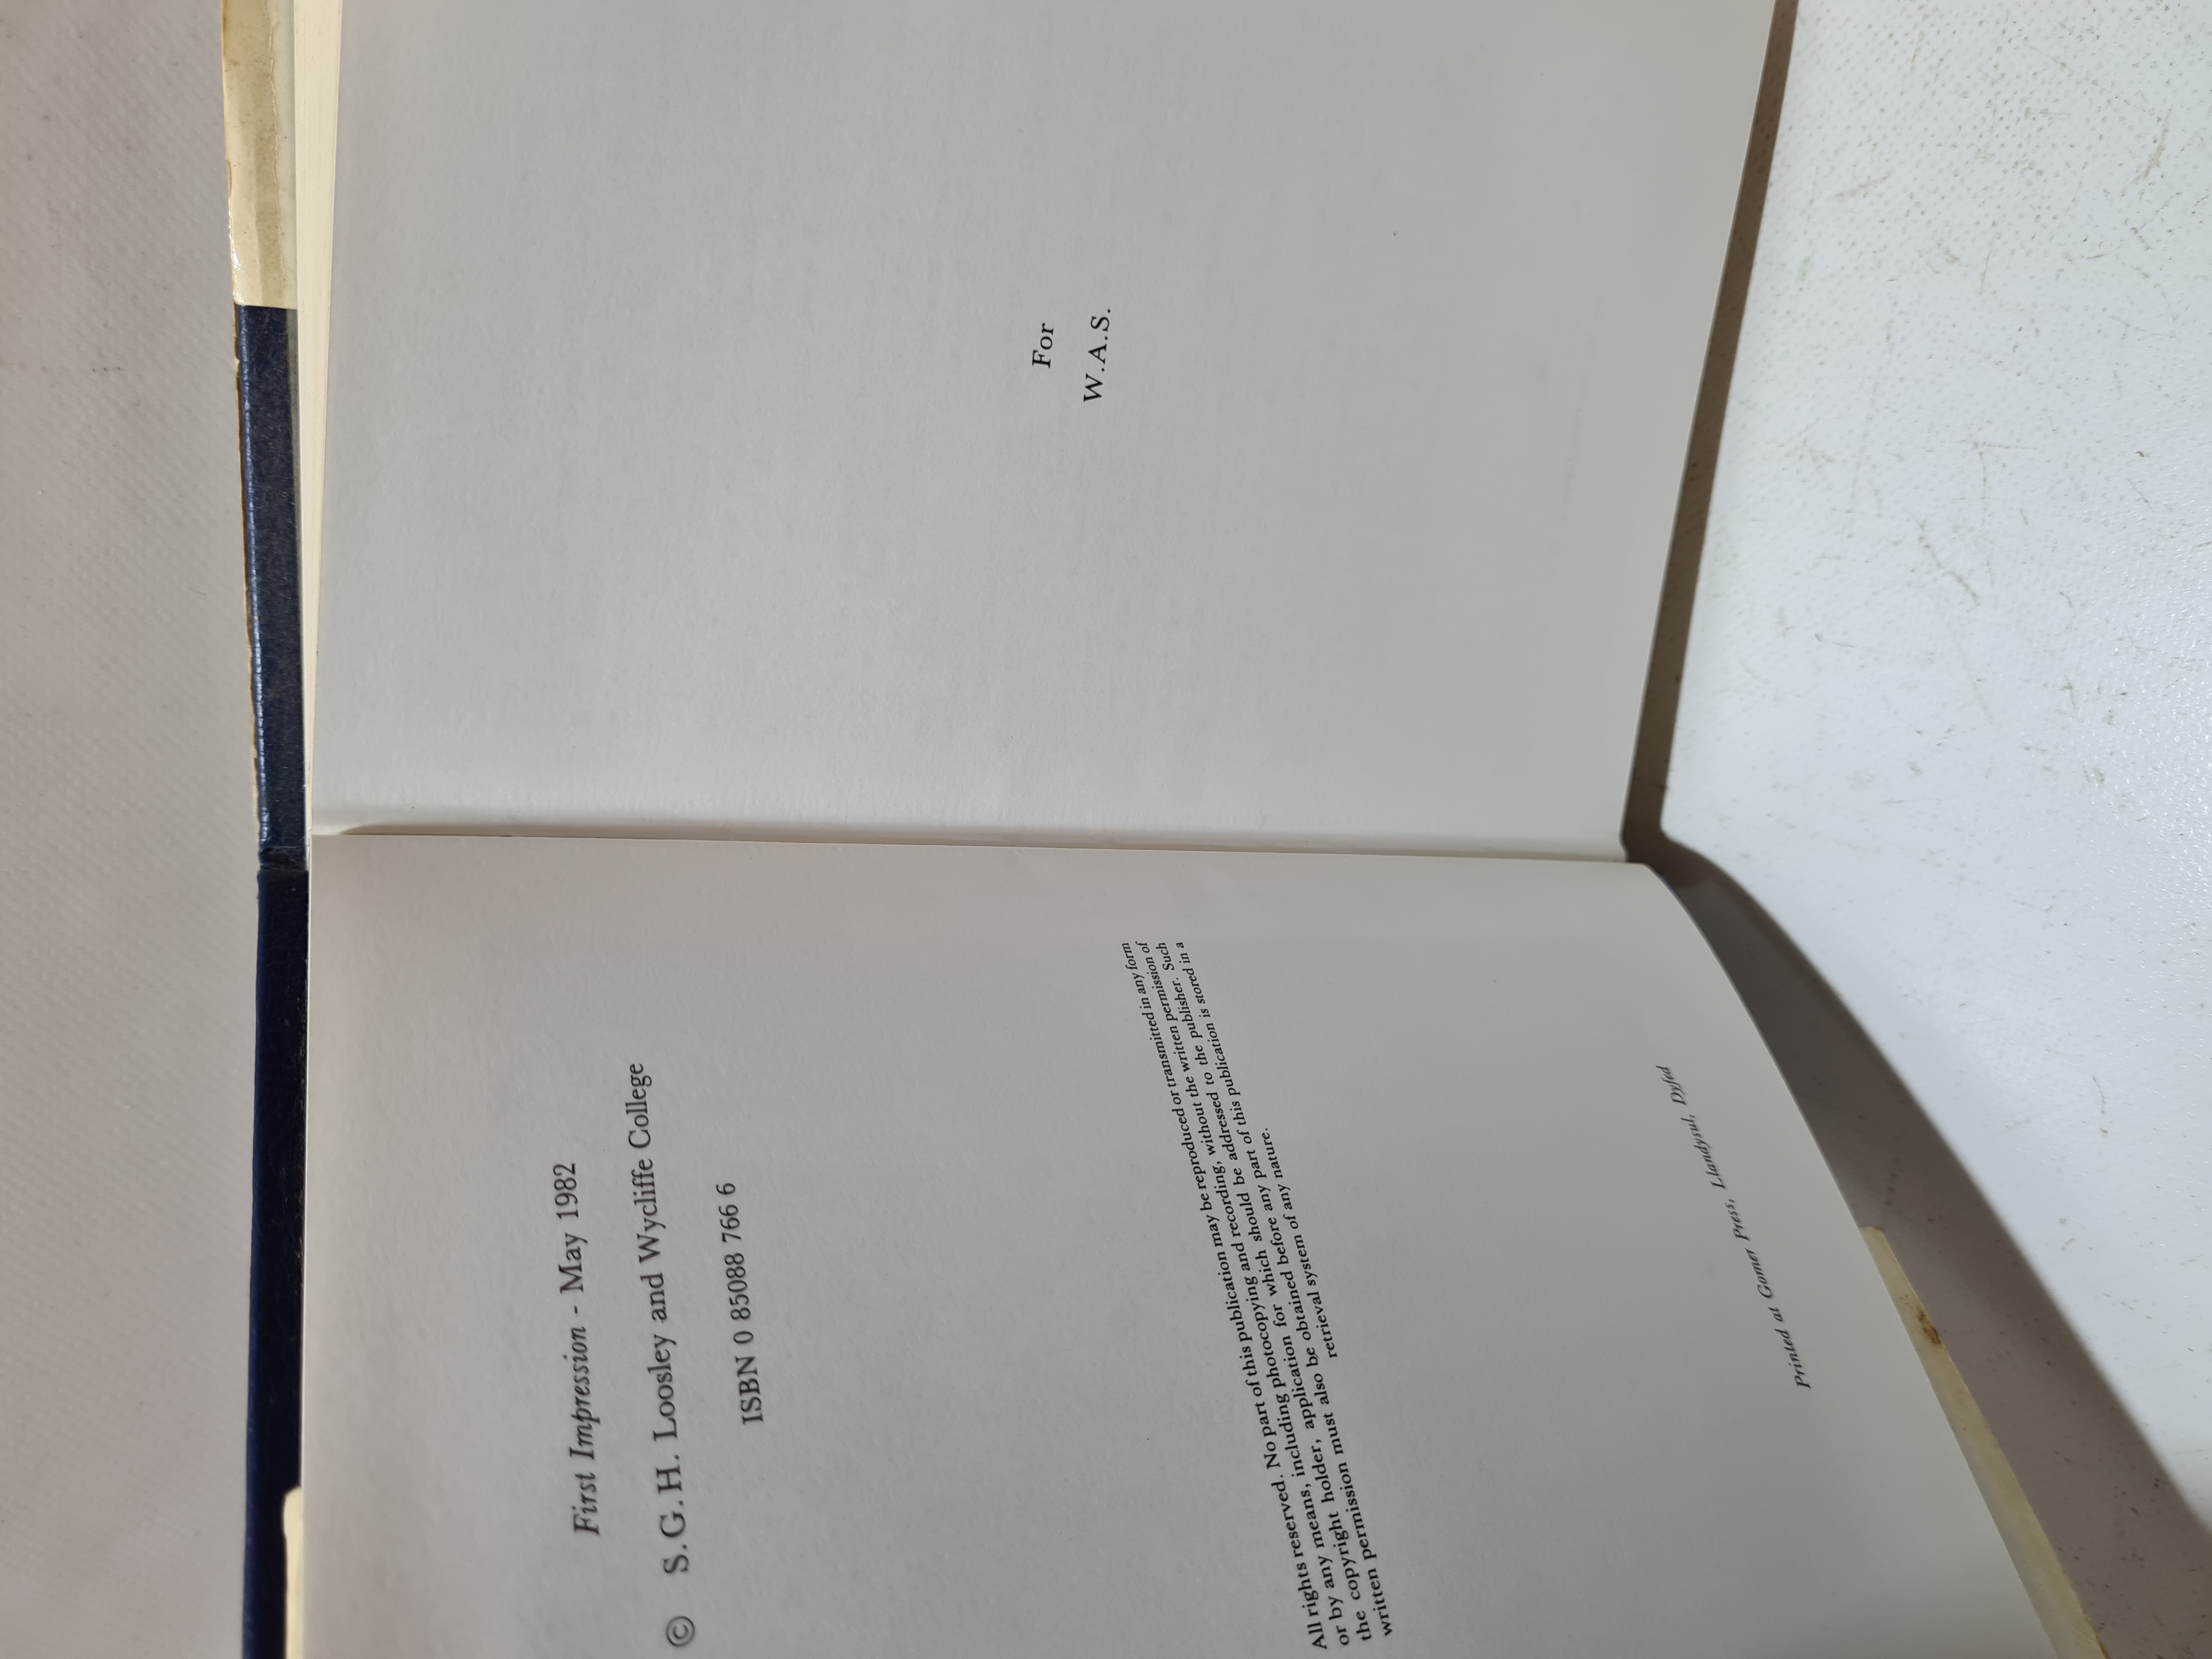 First Impression - May 1982
© S.G.H. Loosley and Wycliffe College
ISBN 0 85088 766 6
All rights reserved. No part of this publication may be reproduced or transmitted in any form
or by any means, including photocopying and recording, without the written permission of
the copyright holder, application for which should be addressed to the publisher. Such
written permission must also be obtained before any part of this publication is stored in a
retrieval system of any nature.
Printed at Gomer Press, Llandysul, Dyfed
For
W.A.S.